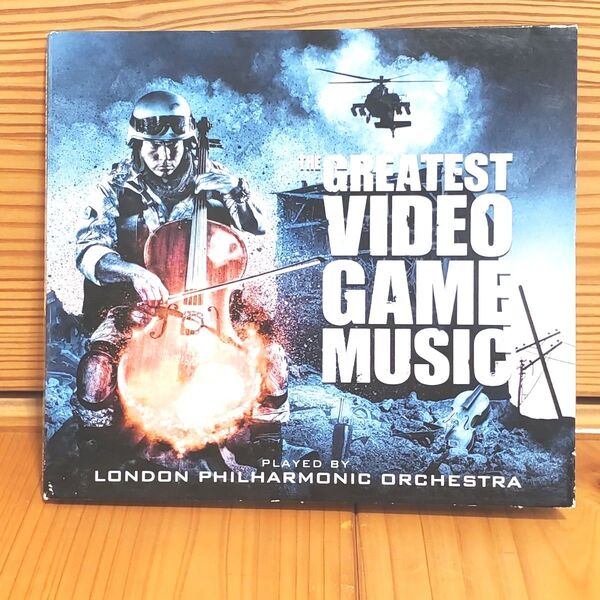 THE GREATEST
VIDEO
GAME
MUSIC
PLAYED BY
LONDON PHILHARMONIC ORCHESTRA